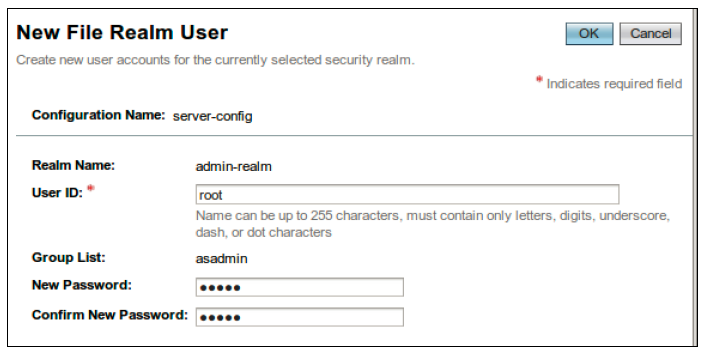 New File Realm User
OK Cancel
Create new user accounts for the currently selected security realm.
* Indicates required field
Configuration Name: server-config
Realm Name: admin-realm
User ID: * root
Name can be up to 255 characters, must contain only letters, digits, underscore,
dash, or dot characters
Group List: asadmin
New Password: •••••
Confirm New Password: •••••